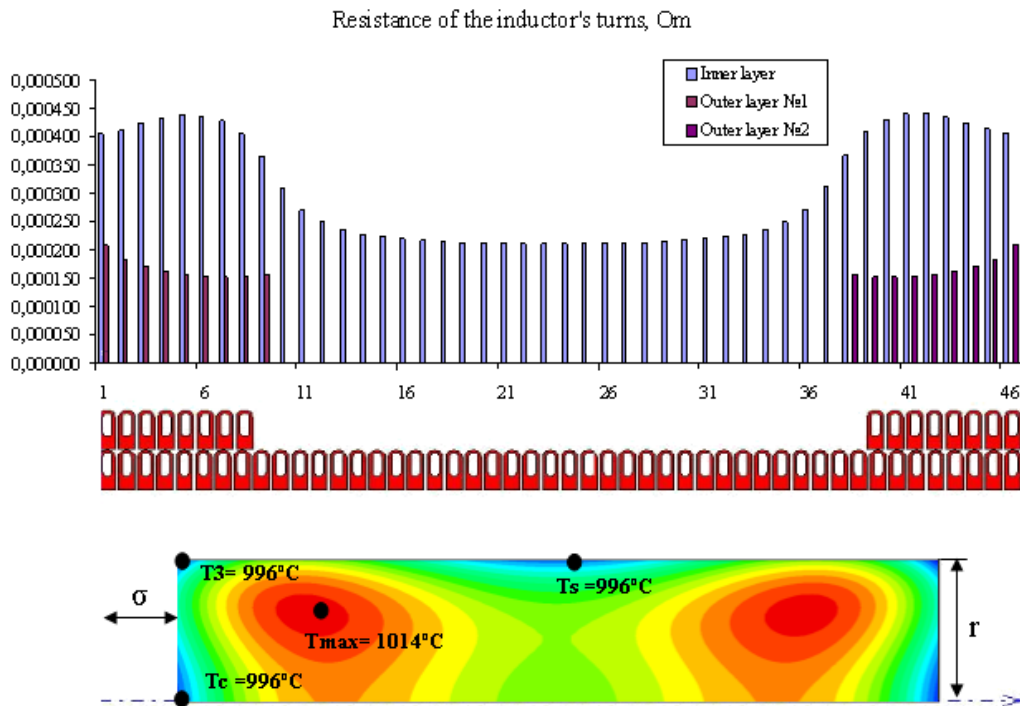 Resistance of the inductor's turns, Om
0,000500
0,000450
0,000400
0,000350
0,000300
0,000250
0,000200
0,000150
0,000100
0,000050
0,000000
Inner layer
Outer layer №1
Outer layer №2
1 6 11 16 21 26 31 36 41 46
T3= 996°C
Ts =996°C
σ
Tmax= 1014°C
r
Tc =996°C